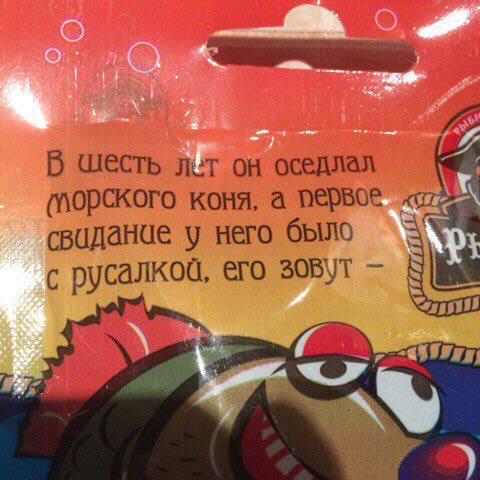 В шесть лет он оседлал
морского коня, а первое
свидание у него было
с русалкой, его зовут –